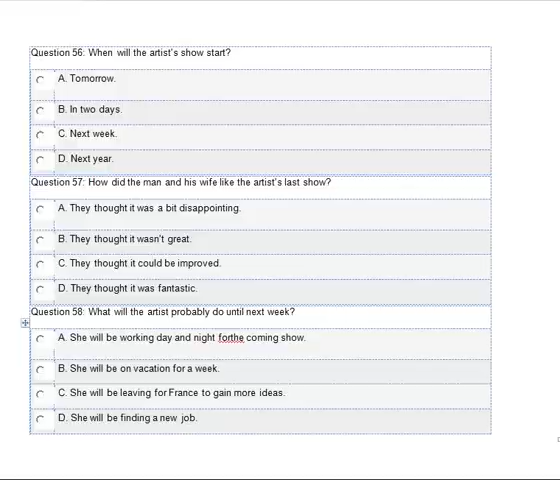 Question 56: When will the artist's show start?
A. Tomorrow.
B. In two days.
C. Next week.
D. Next year.
Question 57: How did the man and his wife like the artist's last show?
A. They thought it was a bit disappointing.
B. They thought it wasn't great.
C. They thought it could be improved.
D. They thought it was fantastic.
Question 58: What will the artist probably do until next week?
A. She will be working day and night forthe coming show.
B. She will be on vacation for a week.
C. She will be leaving for France to gain more ideas.
D. She will be finding a new job.